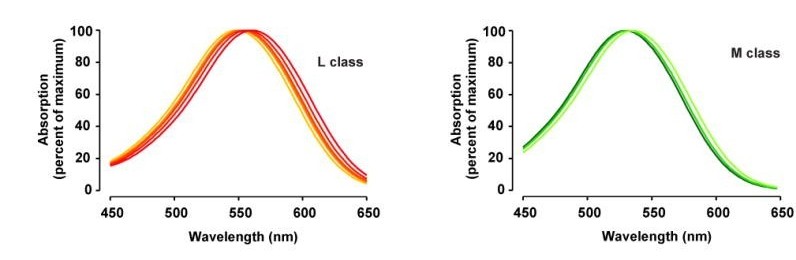 L class
Absorption
(percent of maximum)
100
80
60
40
20
0
450 500 550 600 650
Wavelength (nm)
M class
Absorption
(percent of maximum)
100
80
60
40
20
0
450 500 550 600 650
Wavelength (nm)